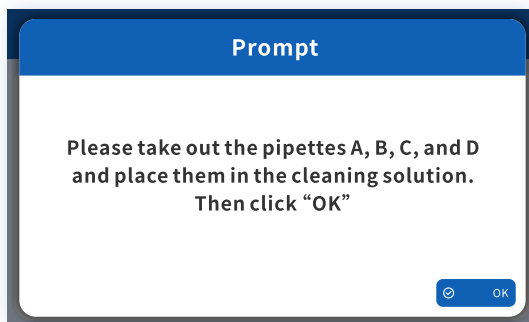 Prompt
Please take out the pipettes A, B, C, and D
and place them in the cleaning solution.
Then click “OK”
OK